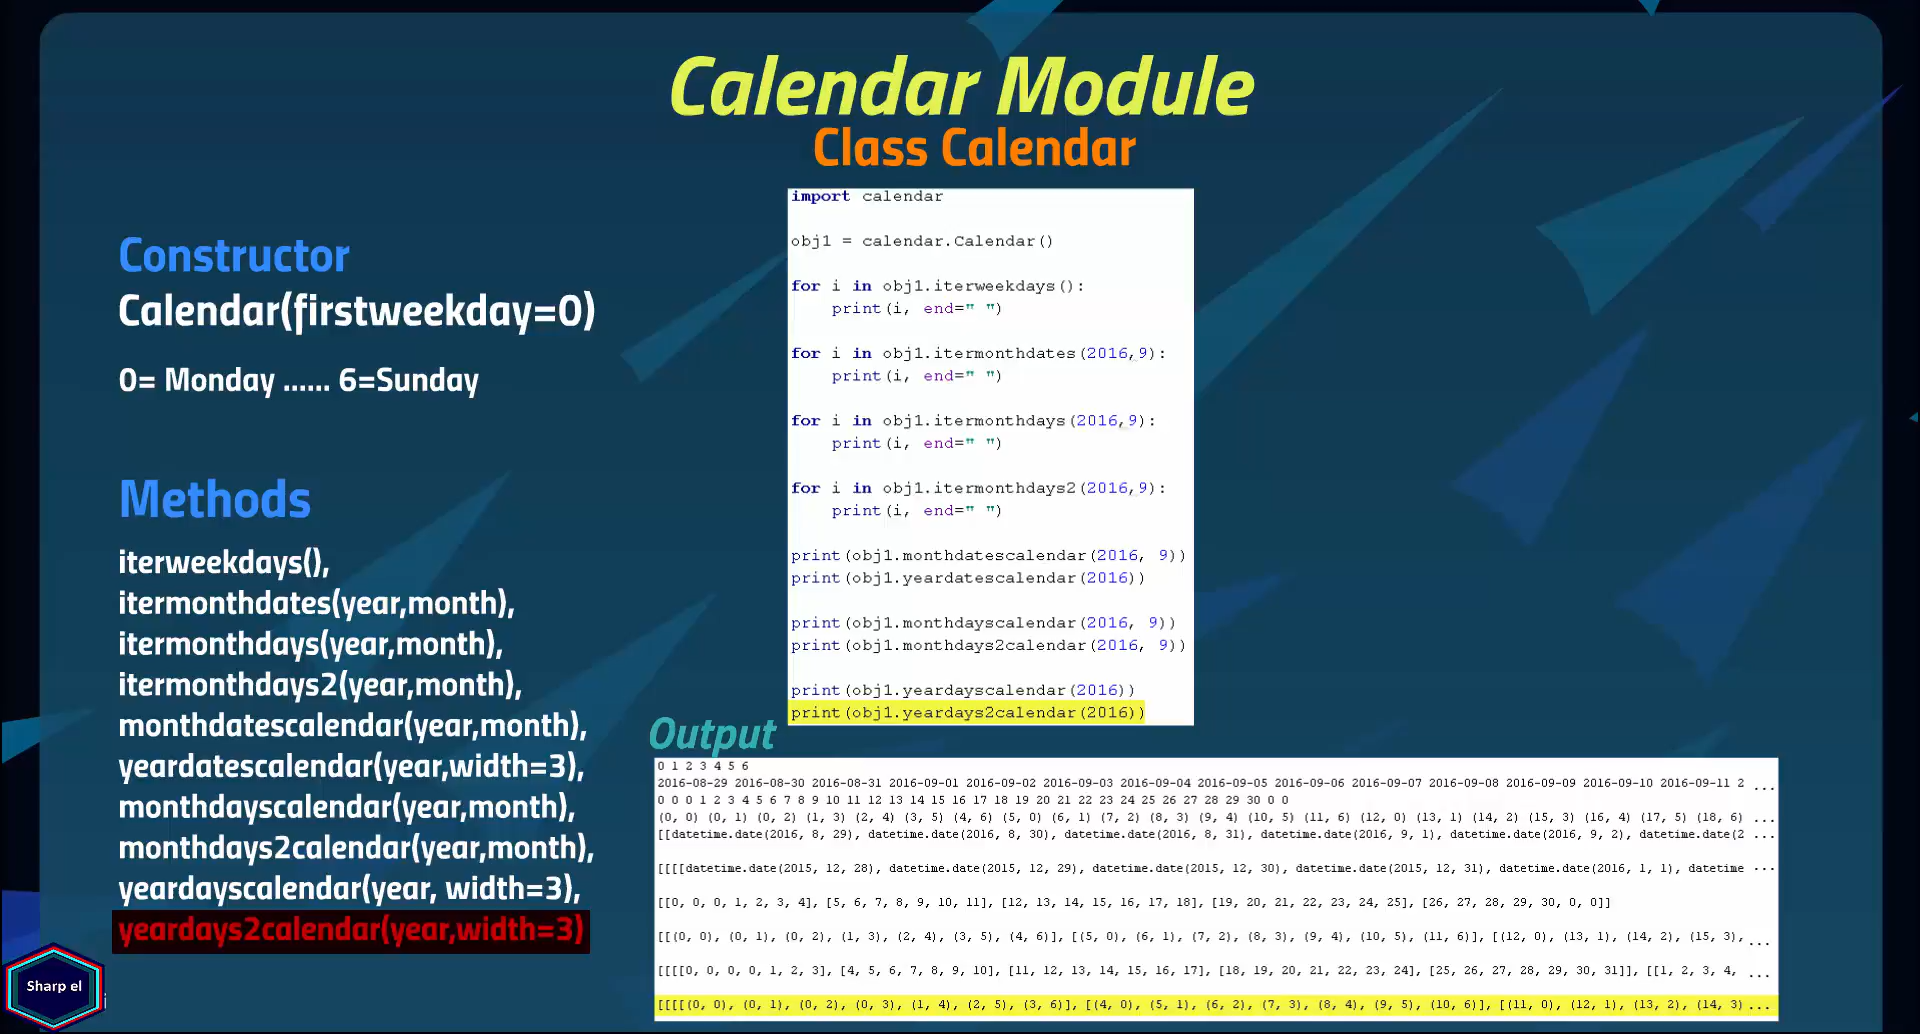 Calendar Module
Class Calendar
Constructor
Calendar(firstweekday=0)
0= Monday ...... 6=Sunday
Methods
iterweekdays(),
itermonthdates(year,month),
itermonthdays(year,month),
itermonthdays2(year,month),
monthdatescalendar(year,month),
yeardatescalendar(year,width=3),
monthdayscalendar(year,month),
monthdays2calendar(year,month),
yeardayscalendar(year, width=3),
yeardays2calendar(year,width=3)
import calendar
obj1 = calendar.Calendar()
for i in obj1.iterweekdays():
print(i, end=" ")
for i in obj1.itermonthdates(2016,9):
print(i, end=" ")
for i in obj1.itermonthdays(2016,9):
print(i, end=" ")
for i in obj1.itermonthdays2(2016,9):
print(i, end=" ")
print(obj1.monthdatescalendar(2016, 9))
print(obj1.yeardatescalendar(2016))
print(obj1.monthdayscalendar(2016, 9))
print(obj1.monthdays2calendar(2016, 9))
print(obj1.yeardayscalendar(2016))
print(obj1.yeardays2calendar(2016))
Output
0 1 2 3 4 5 6
2016-08-29 2016-08-30 2016-08-31 2016-09-01 2016-09-02 2016-09-03 2016-09-04 2016-09-05 2016-09-06 2016-09-07 2016-09-08 2016-09-09 2016-09-10 2016-09-11 2 ...
0 0 0 1 2 3 4 5 6 7 8 9 10 11 12 13 14 15 16 17 18 19 20 21 22 23 24 25 26 27 28 29 30 0 0
(0, 0) (0, 1) (0, 2) (1, 3) (2, 4) (3, 5) (4, 6) (5, 0) (6, 1) (7, 2) (8, 3) (9, 4) (10, 5) (11, 6) (12, 0) (13, 1) (14, 2) (15, 3) (16, 4) (17, 5) (18, 6) ...
[[datetime.date(2016, 8, 29), datetime.date(2016, 8, 30), datetime.date(2016, 8, 31), datetime.date(2016, 9, 1), datetime.date(2016, 9, 2), datetime.date(2 ...
[[[[datetime.date(2015, 12, 28), datetime.date(2015, 12, 29), datetime.date(2015, 12, 30), datetime.date(2015, 12, 31), datetime.date(2016, 1, 1), datetime ...
[[0, 0, 0, 1, 2, 3, 4], [5, 6, 7, 8, 9, 10, 11], [12, 13, 14, 15, 16, 17, 18], [19, 20, 21, 22, 23, 24, 25], [26, 27, 28, 29, 30, 0, 0]]
[[(0, 0), (0, 1), (0, 2), (1, 3), (2, 4), (3, 5), (4, 6)], [(5, 0), (6, 1), (7, 2), (8, 3), (9, 4), (10, 5), (11, 6)], [(12, 0), (13, 1), (14, 2), (15, 3), ...
[[[[0, 0, 0, 0, 1, 2, 3], [4, 5, 6, 7, 8, 9, 10], [11, 12, 13, 14, 15, 16, 17], [18, 19, 20, 21, 22, 23, 24], [25, 26, 27, 28, 29, 30, 31]], [[1, 2, 3, 4, ...
[[[[(0, 0), (0, 1), (0, 2), (0, 3), (1, 4), (2, 5), (3, 6)], [(4, 0), (5, 1), (6, 2), (7, 3), (8, 4), (9, 5), (10, 6)], [(11, 0), (12, 1), (13, 2), (14, 3) ...
Sharp el